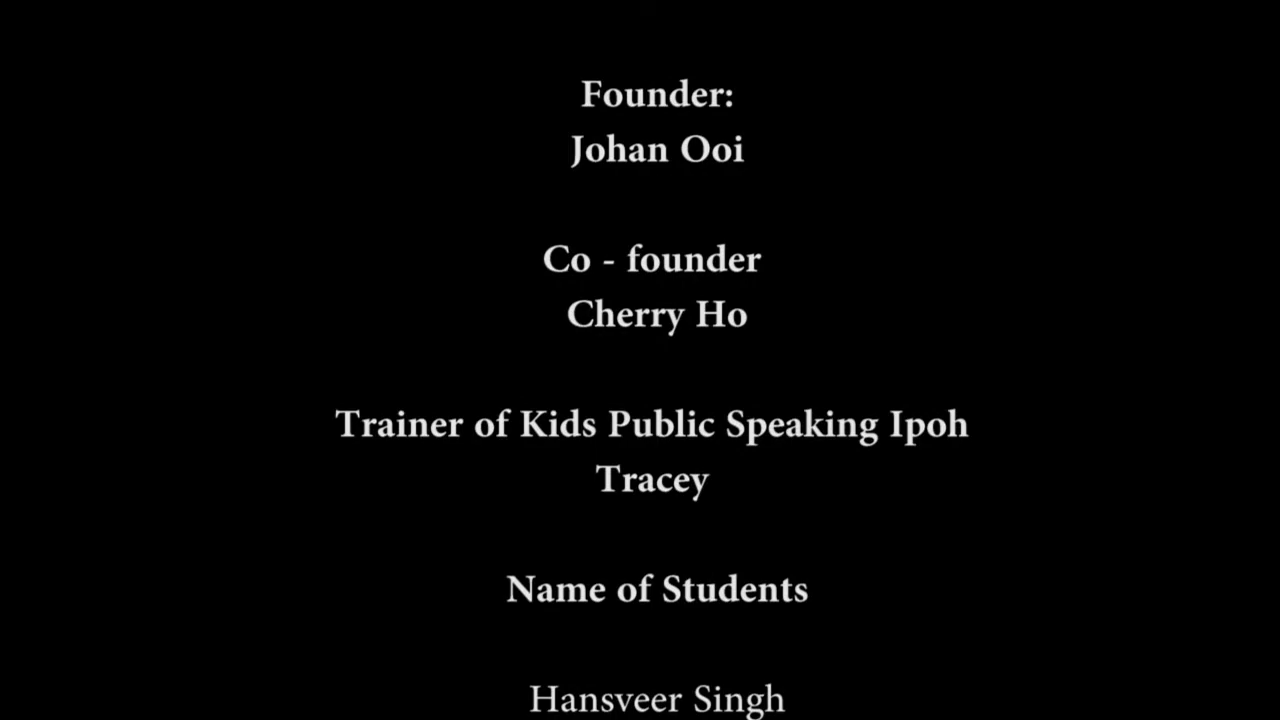 Founder:
Johan Ooi
Co - founder
Cherry Ho
Trainer of Kids Public Speaking Ipoh
Tracey
Name of Students
Hansveer Singh